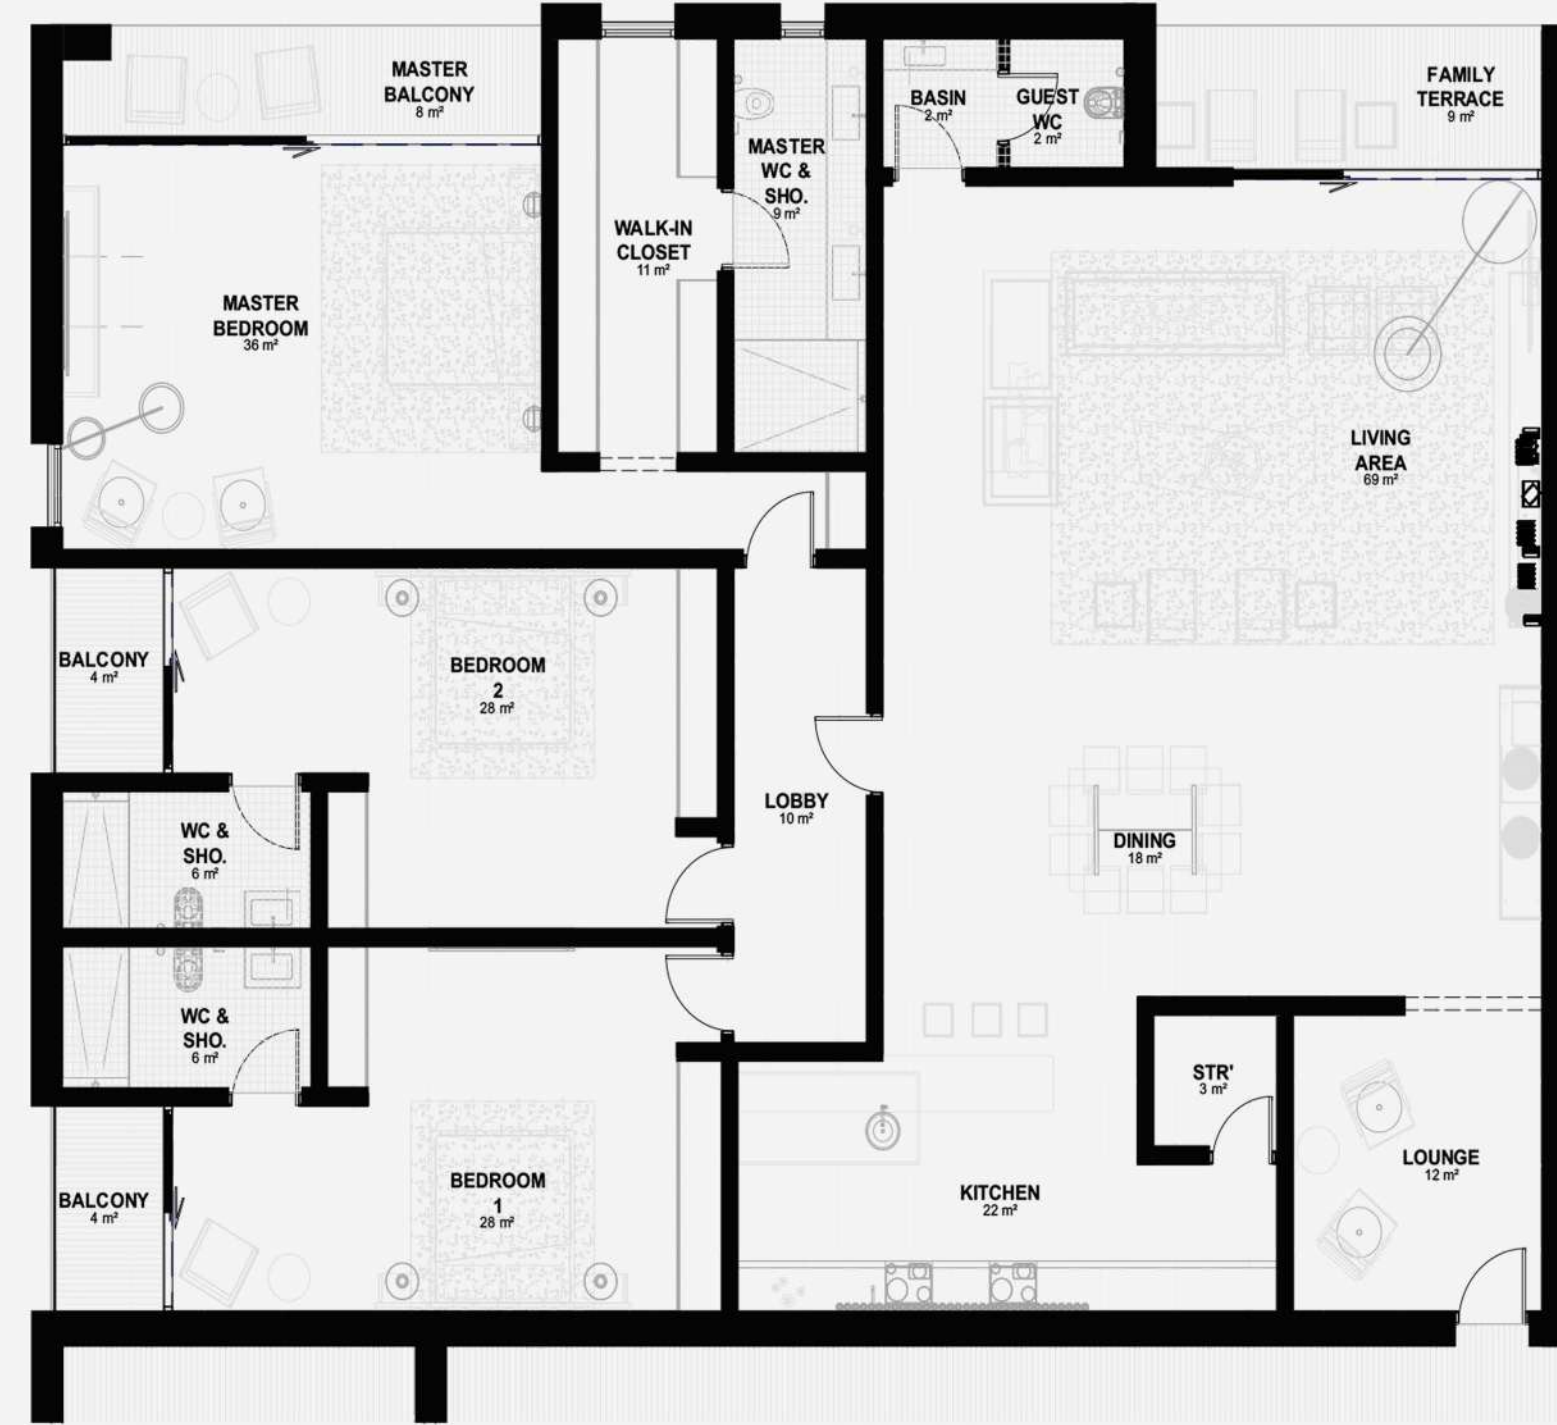 MASTER
BALCONY
8 m²
FAMILY
TERRACE
9 m²
BASIN
2 m²
GUEST
WC
2 m²
MASTER
WC &
SHO.
9 m²
WALK-IN
CLOSET
11 m²
MASTER
BEDROOM
36 m²
LIVING
AREA
69 m²
BALCONY
4 m²
BEDROOM
2
28 m²
LOBBY
10 m²
DINING
18 m²
WC &
SHO.
6 m²
WC &
SHO.
6 m²
STR'
3 m²
LOUNGE
12 m²
KITCHEN
22 m²
BALCONY
4 m²
BEDROOM
1
28 m²